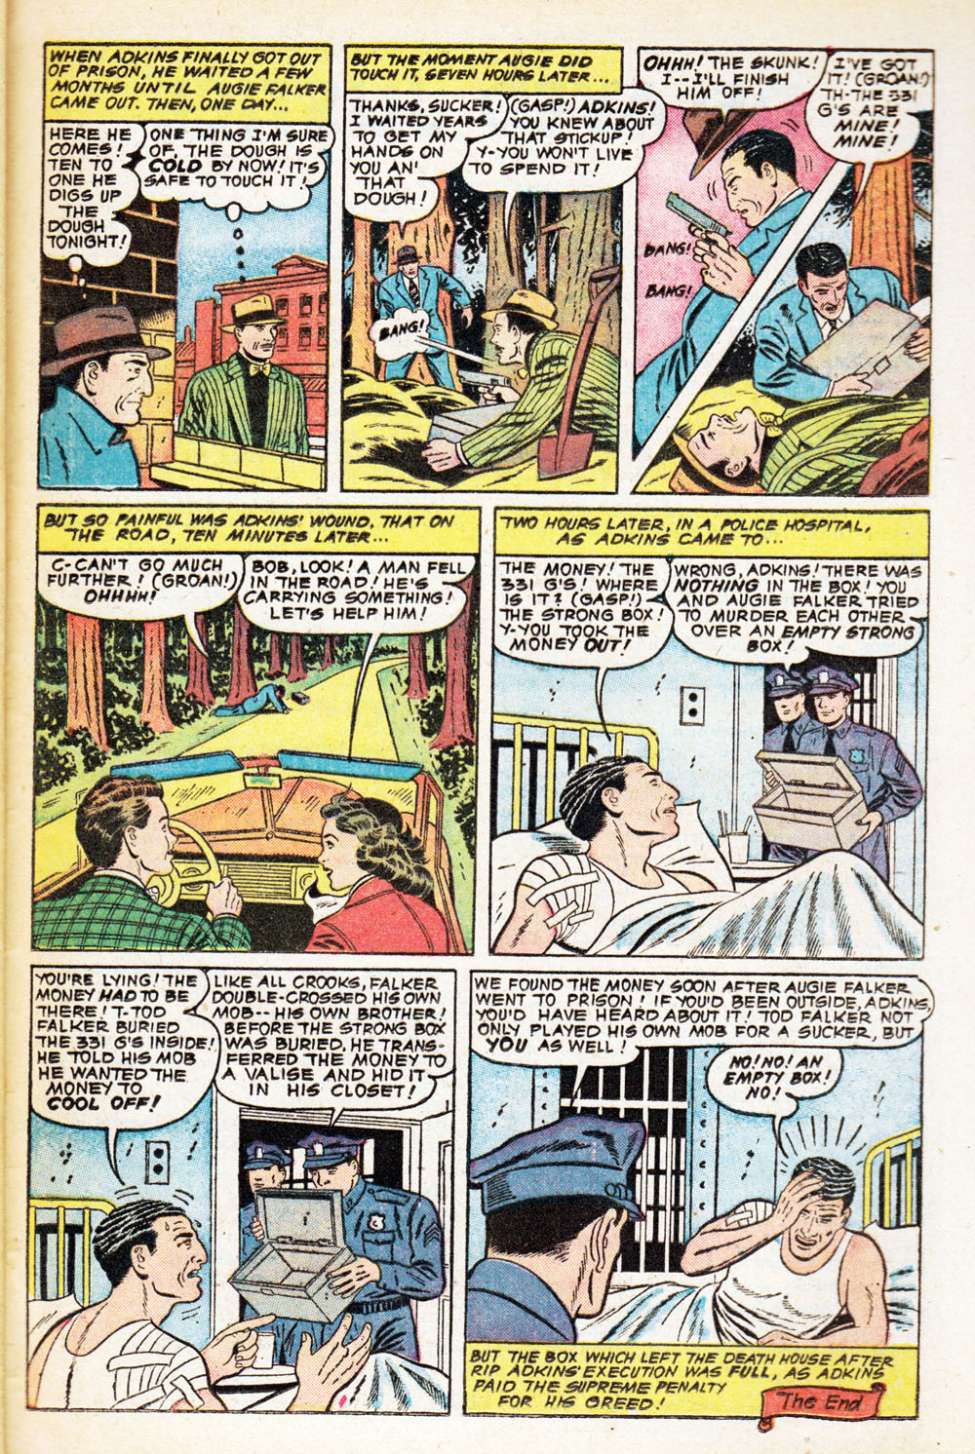 WHEN ADKINS FINALLY GOT OUT
OF PRISON, HE WAITED A FEW
MONTHS UNTIL AUGIE FALKER
CAME OUT. THEN, ONE DAY...
HERE HE
COMES!
TEN TO
ONE HE
DIGS UP
THE
DOUGH
TONIGHT!
ONE THING I'M SURE
OF, THE DOUGH IS
COLD BY NOW! IT'S
SAFE TO TOUCH IT!
BUT THE MOMENT AUGIE DID
TOUCH IT, SEVEN HOURS LATER...
THANKS, SUCKER!
I WAITED YEARS
TO GET MY
HANDS ON
YOU AN'
THAT
DOUGH!
(GASP!) ADKINS!
YOU KNEW ABOUT
THAT STICKUP!
Y-YOU WON'T LIVE
TO SPEND IT!
BANG!
OHHH! THE SKUNK!
I--I'LL FINISH
HIM OFF!
BANG!
BANG!
I'VE GOT
IT! (GROAN!)
TH-THE 331
G'S ARE
MINE!
MINE!
BUT SO PAINFUL WAS ADKINS' WOUND, THAT ON
THE ROAD, TEN MINUTES LATER...
C-CAN'T GO MUCH
FURTHER! (GROAN!)
OHHHH!
BOB, LOOK! A MAN FELL
IN THE ROAD! HE'S
CARRYING SOMETHING!
LET'S HELP HIM!
TWO HOURS LATER, IN A POLICE HOSPITAL,
AS ADKINS CAME TO...
THE MONEY! THE
331 G'S! WHERE
IS IT? (GASP!)
THE STRONG BOX!
Y-YOU TOOK THE
MONEY OUT!
WRONG, ADKINS! THERE WAS
NOTHING IN THE BOX! YOU
AND AUGIE FALKER TRIED
TO MURDER EACH OTHER
OVER AN EMPTY STRONG
BOX!
YOU'RE LYING! THE
MONEY HAD TO BE
THERE! T-TOD
FALKER BURIED
THE 331 G'S INSIDE!
HE TOLD HIS MOB
HE WANTED THE
MONEY TO
COOL OFF!
LIKE ALL CROOKS, FALKER
DOUBLE-CROSSED HIS OWN
MOB-- HIS OWN BROTHER!
BEFORE THE STRONG BOX
WAS BURIED, HE TRANS-
FERRED THE MONEY TO
A VALISE AND HID IT
IN HIS CLOSET!
WE FOUND THE MONEY SOON AFTER AUGIE FALKER
WENT TO PRISON! IF YOU'D BEEN OUTSIDE, ADKINS,
YOU'D HAVE HEARD ABOUT IT! TOD FALKER NOT
ONLY PLAYED HIS OWN MOB FOR A SUCKER, BUT
YOU AS WELL!
NO! NO! AN
EMPTY BOX!
NO!
BUT THE BOX WHICH LEFT THE DEATH HOUSE AFTER
RIP ADKINS' EXECUTION WAS FULL, AS ADKINS
PAID THE SUPREME PENALTY
FOR HIS GREED!
The End